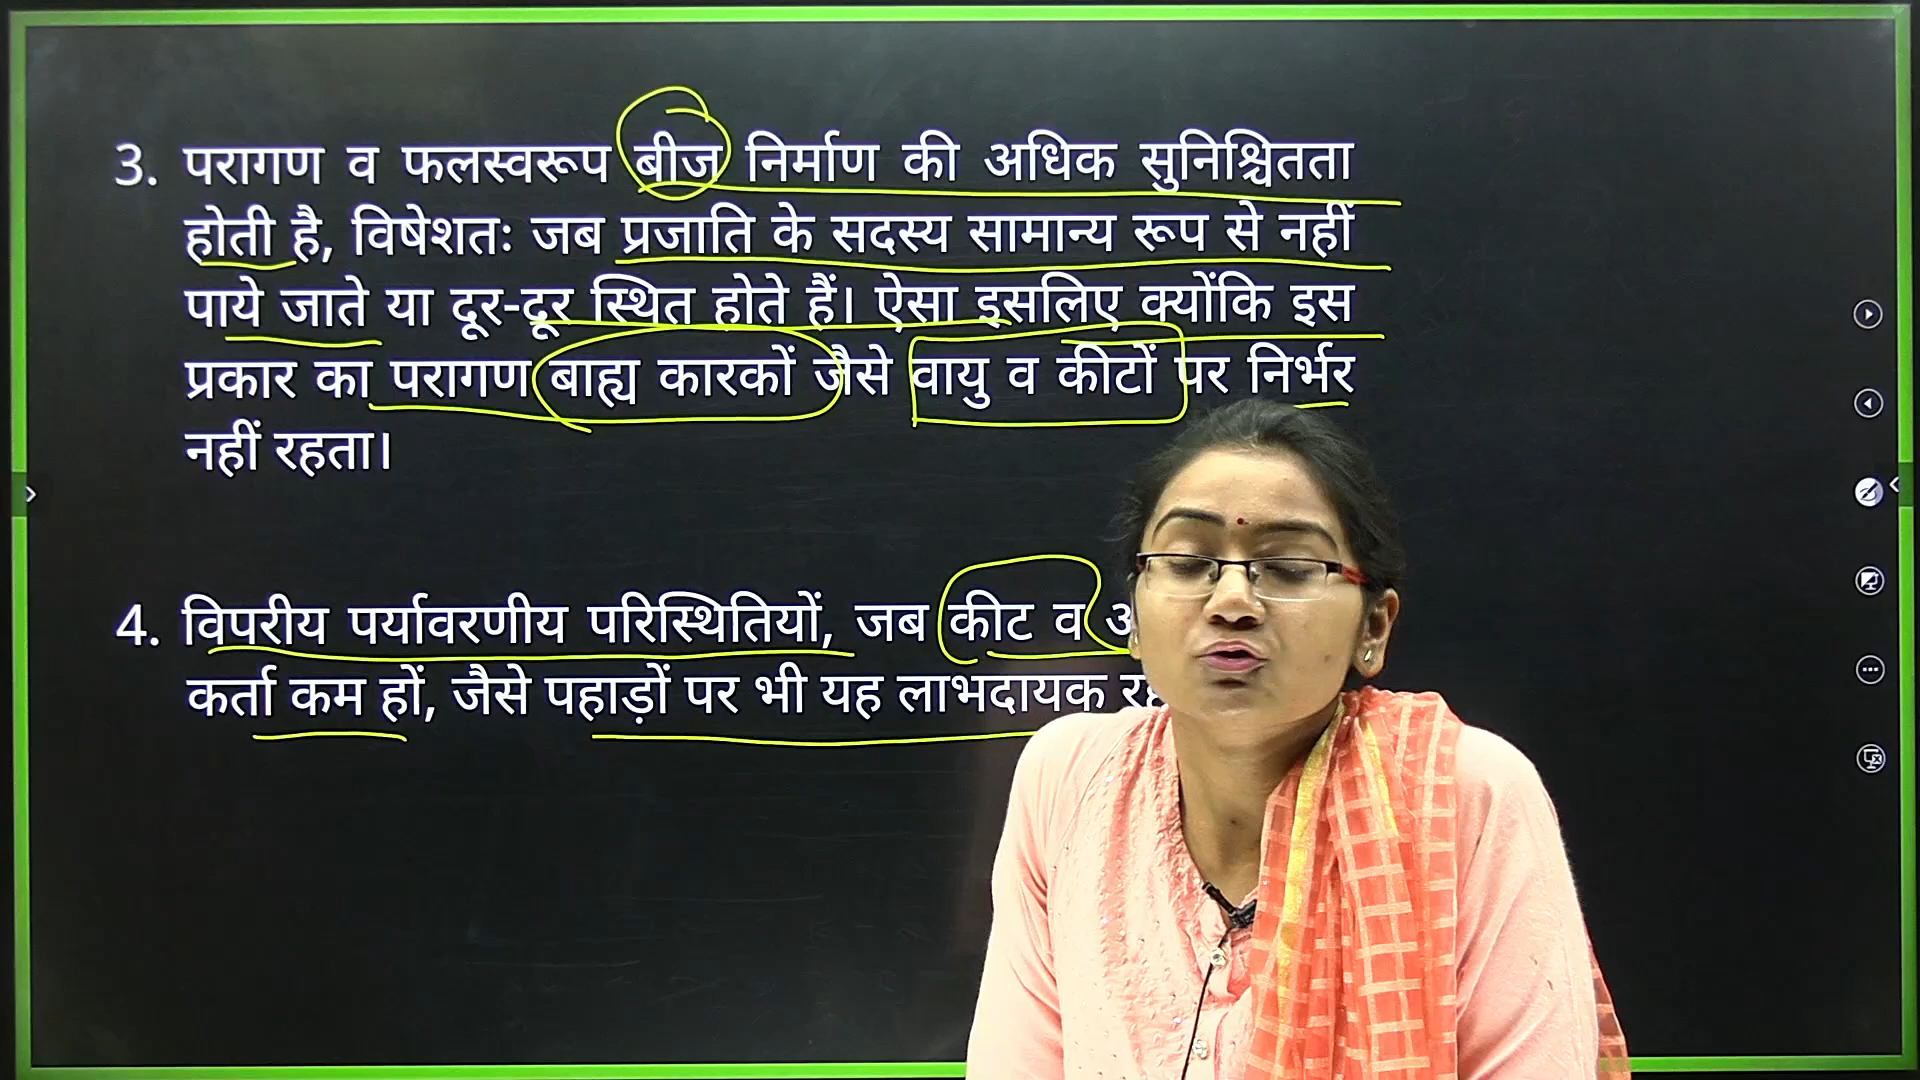 3. परागण व फलस्वरूप बीज निर्माण की अधिक सुनिश्चितता
होती है, विषेशतः जब प्रजाति के सदस्य सामान्य रूप से नहीं
पाये जाते या दूर-दूर स्थित होते हैं। ऐसा इसलिए क्योंकि इस
प्रकार का परागण बाह्य कारकों जैसे वायु व कीटों पर निर्भर
नहीं रहता।
4. विपरीय पर्यावरणीय परिस्थितियों, जब कीट व
कर्ता कम हों, जैसे पहाड़ों पर भी यह लाभदायक